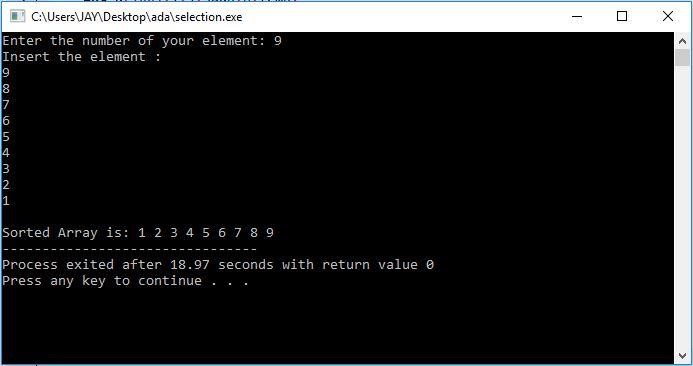 C:\Users\JAY\Desktop\ada\selection.exe
Enter the number of your element: 9
Insert the element :
9
8
7
6
5
4
3
2
1
Sorted Array is: 1 2 3 4 5 6 7 8 9
--------------------------------
Process exited after 18.97 seconds with return value 0
Press any key to continue . . .